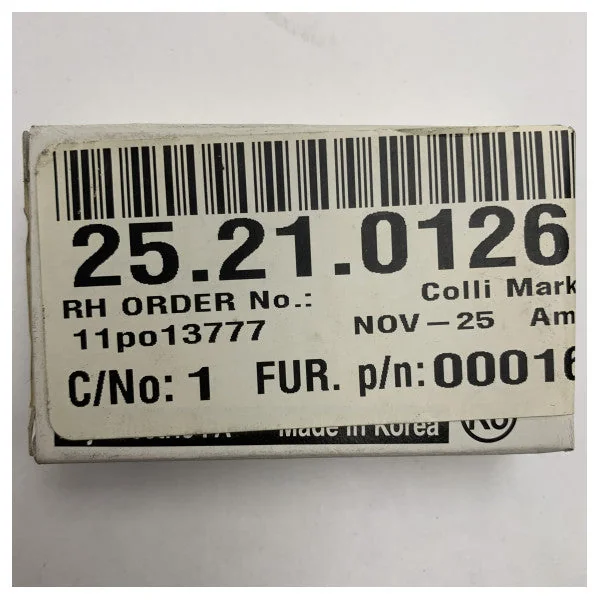 25.21.0126
RH ORDER No.:
Colli Mark
11po13777
NOV-25 Am
C/No: 1 FUR. p/n: 00016
Made in Korea